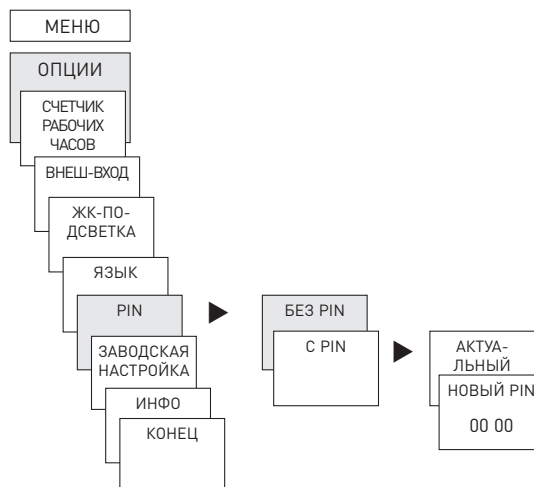 МЕНЮ
ОПЦИИ
СЧЕТЧИК
РАБОЧИХ
ЧАСОВ
ВНЕШ-ВХОД
ЖК-ПО-
ДСВЕТКА
ЯЗЫК
PIN
ЗАВОДСКАЯ
НАСТРОЙКА
ИНФО
КОНЕЦ
БЕЗ PIN
С PIN
АКТУА-
ЛЬНЫЙ
НОВЫЙ PIN
00 00